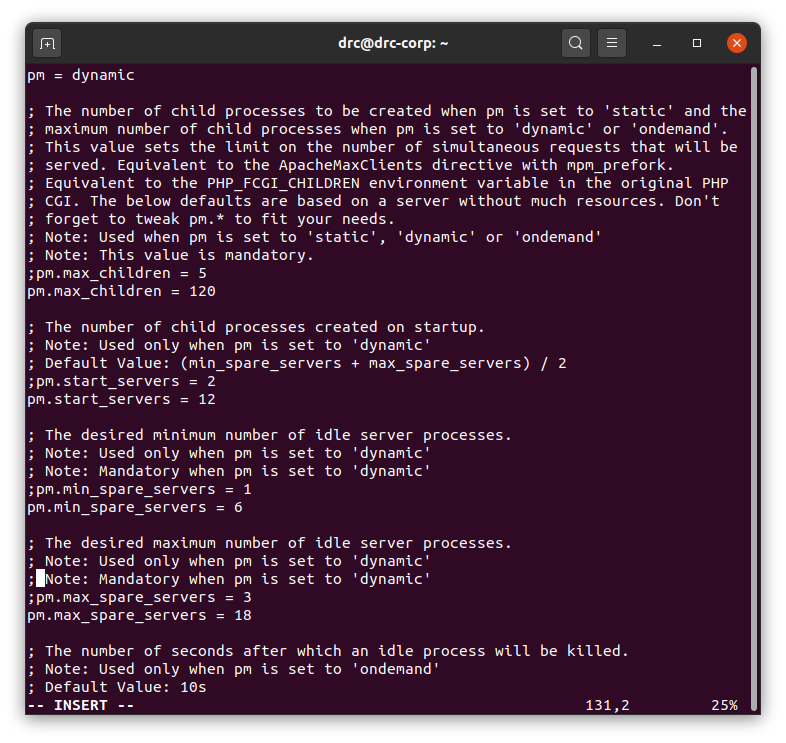 drc@drc-corp: ~
pm = dynamic
; The number of child processes to be created when pm is set to 'static' and the
; maximum number of child processes when pm is set to 'dynamic' or 'ondemand'.
; This value sets the limit on the number of simultaneous requests that will be
; served. Equivalent to the ApacheMaxClients directive with mpm_prefork.
; Equivalent to the PHP_FCGI_CHILDREN environment variable in the original PHP
; CGI. The below defaults are based on a server without much resources. Don't
; forget to tweak pm.* to fit your needs.
; Note: Used when pm is set to 'static', 'dynamic' or 'ondemand'
; Note: This value is mandatory.
;pm.max_children = 5
pm.max_children = 120
; The number of child processes created on startup.
; Note: Used only when pm is set to 'dynamic'
; Default Value: (min_spare_servers + max_spare_servers) / 2
;pm.start_servers = 2
pm.start_servers = 12
; The desired minimum number of idle server processes.
; Note: Used only when pm is set to 'dynamic'
; Note: Mandatory when pm is set to 'dynamic'
;pm.min_spare_servers = 1
pm.min_spare_servers = 6
; The desired maximum number of idle server processes.
; Note: Used only when pm is set to 'dynamic'
; Note: Mandatory when pm is set to 'dynamic'
;pm.max_spare_servers = 3
pm.max_spare_servers = 18
; The number of seconds after which an idle process will be killed.
; Note: Used only when pm is set to 'ondemand'
; Default Value: 10s
-- INSERT -- 131,2 25%